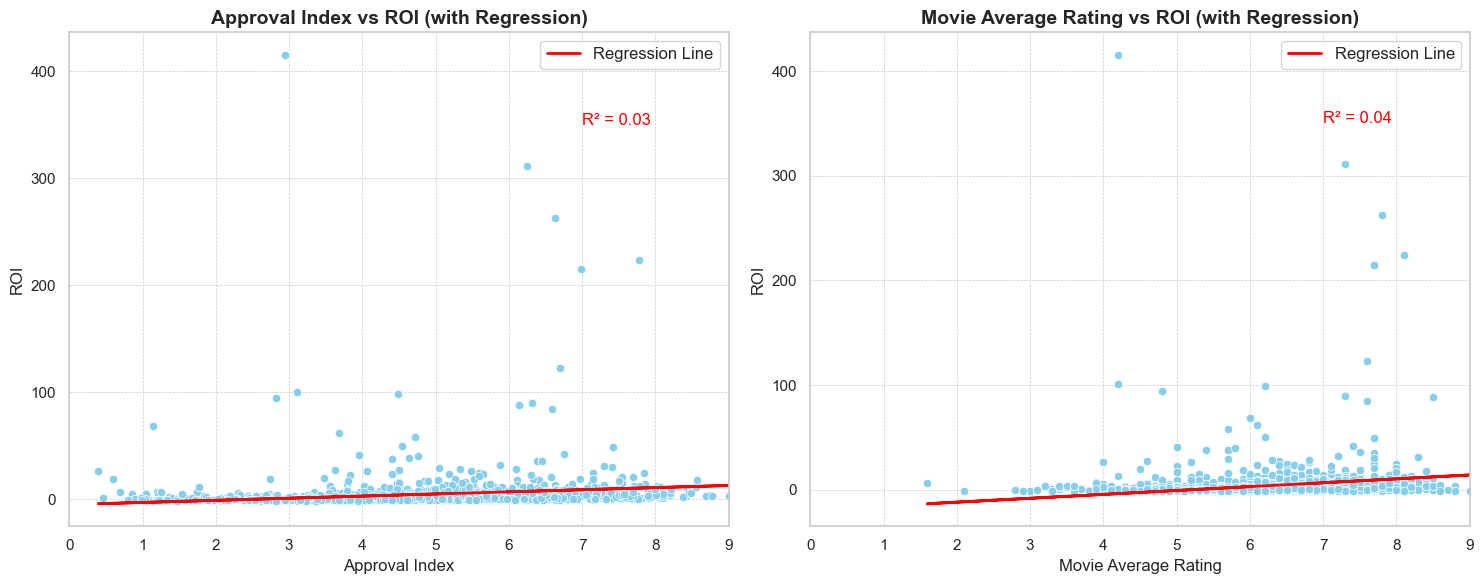 Approval Index vs ROI (with Regression)
Regression Line
R² = 0.03
400
300
200
100
0
ROI
0 1 2 3 4 5 6 7 8 9
Approval Index
Movie Average Rating vs ROI (with Regression)
Regression Line
R² = 0.04
400
300
200
100
0
ROI
0 1 2 3 4 5 6 7 8 9
Movie Average Rating